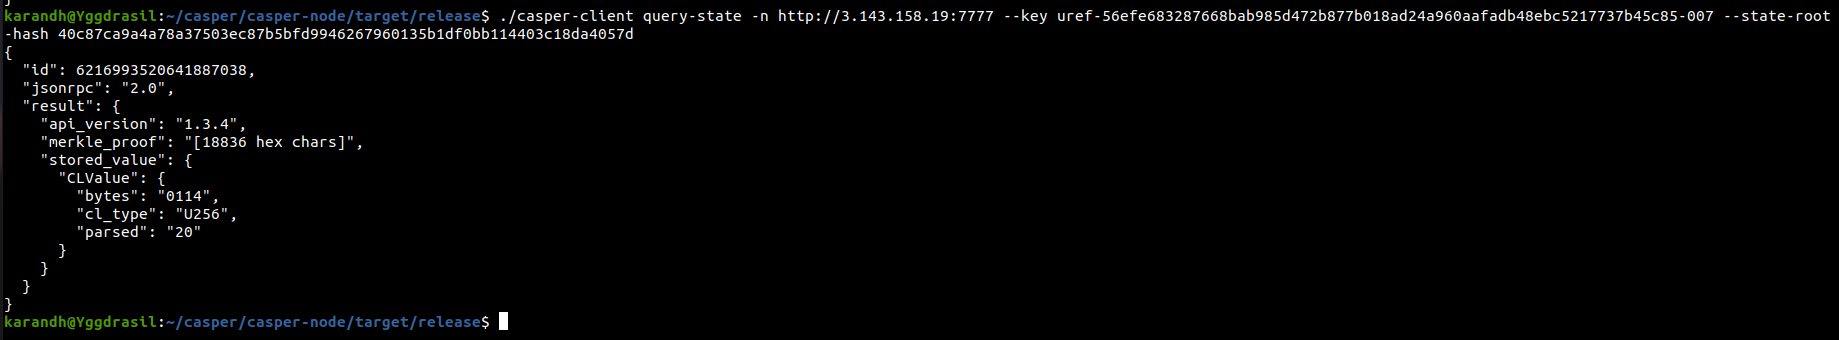 karandh@Yggdrasil:~/casper/casper-node/target/release$ ./casper-client query-state -n http://3.143.158.19:7777 --key uref-56efe683287668bab985d472b877b018ad24a960aafadb48ebc5217737b45c85-007 --state-root
-hash 40c87ca9a4a78a37503ec87b5bfd9946267960135b1df0bb114403c18da4057d
{
  "id": 6216993520641887038,
  "jsonrpc": "2.0",
  "result": {
    "api_version": "1.3.4",
    "merkle_proof": "[18836 hex chars]",
    "stored_value": {
      "CLValue": {
        "bytes": "0114",
        "cl_type": "U256",
        "parsed": "20"
      }
    }
  }
}
karandh@Yggdrasil:~/casper/casper-node/target/release$